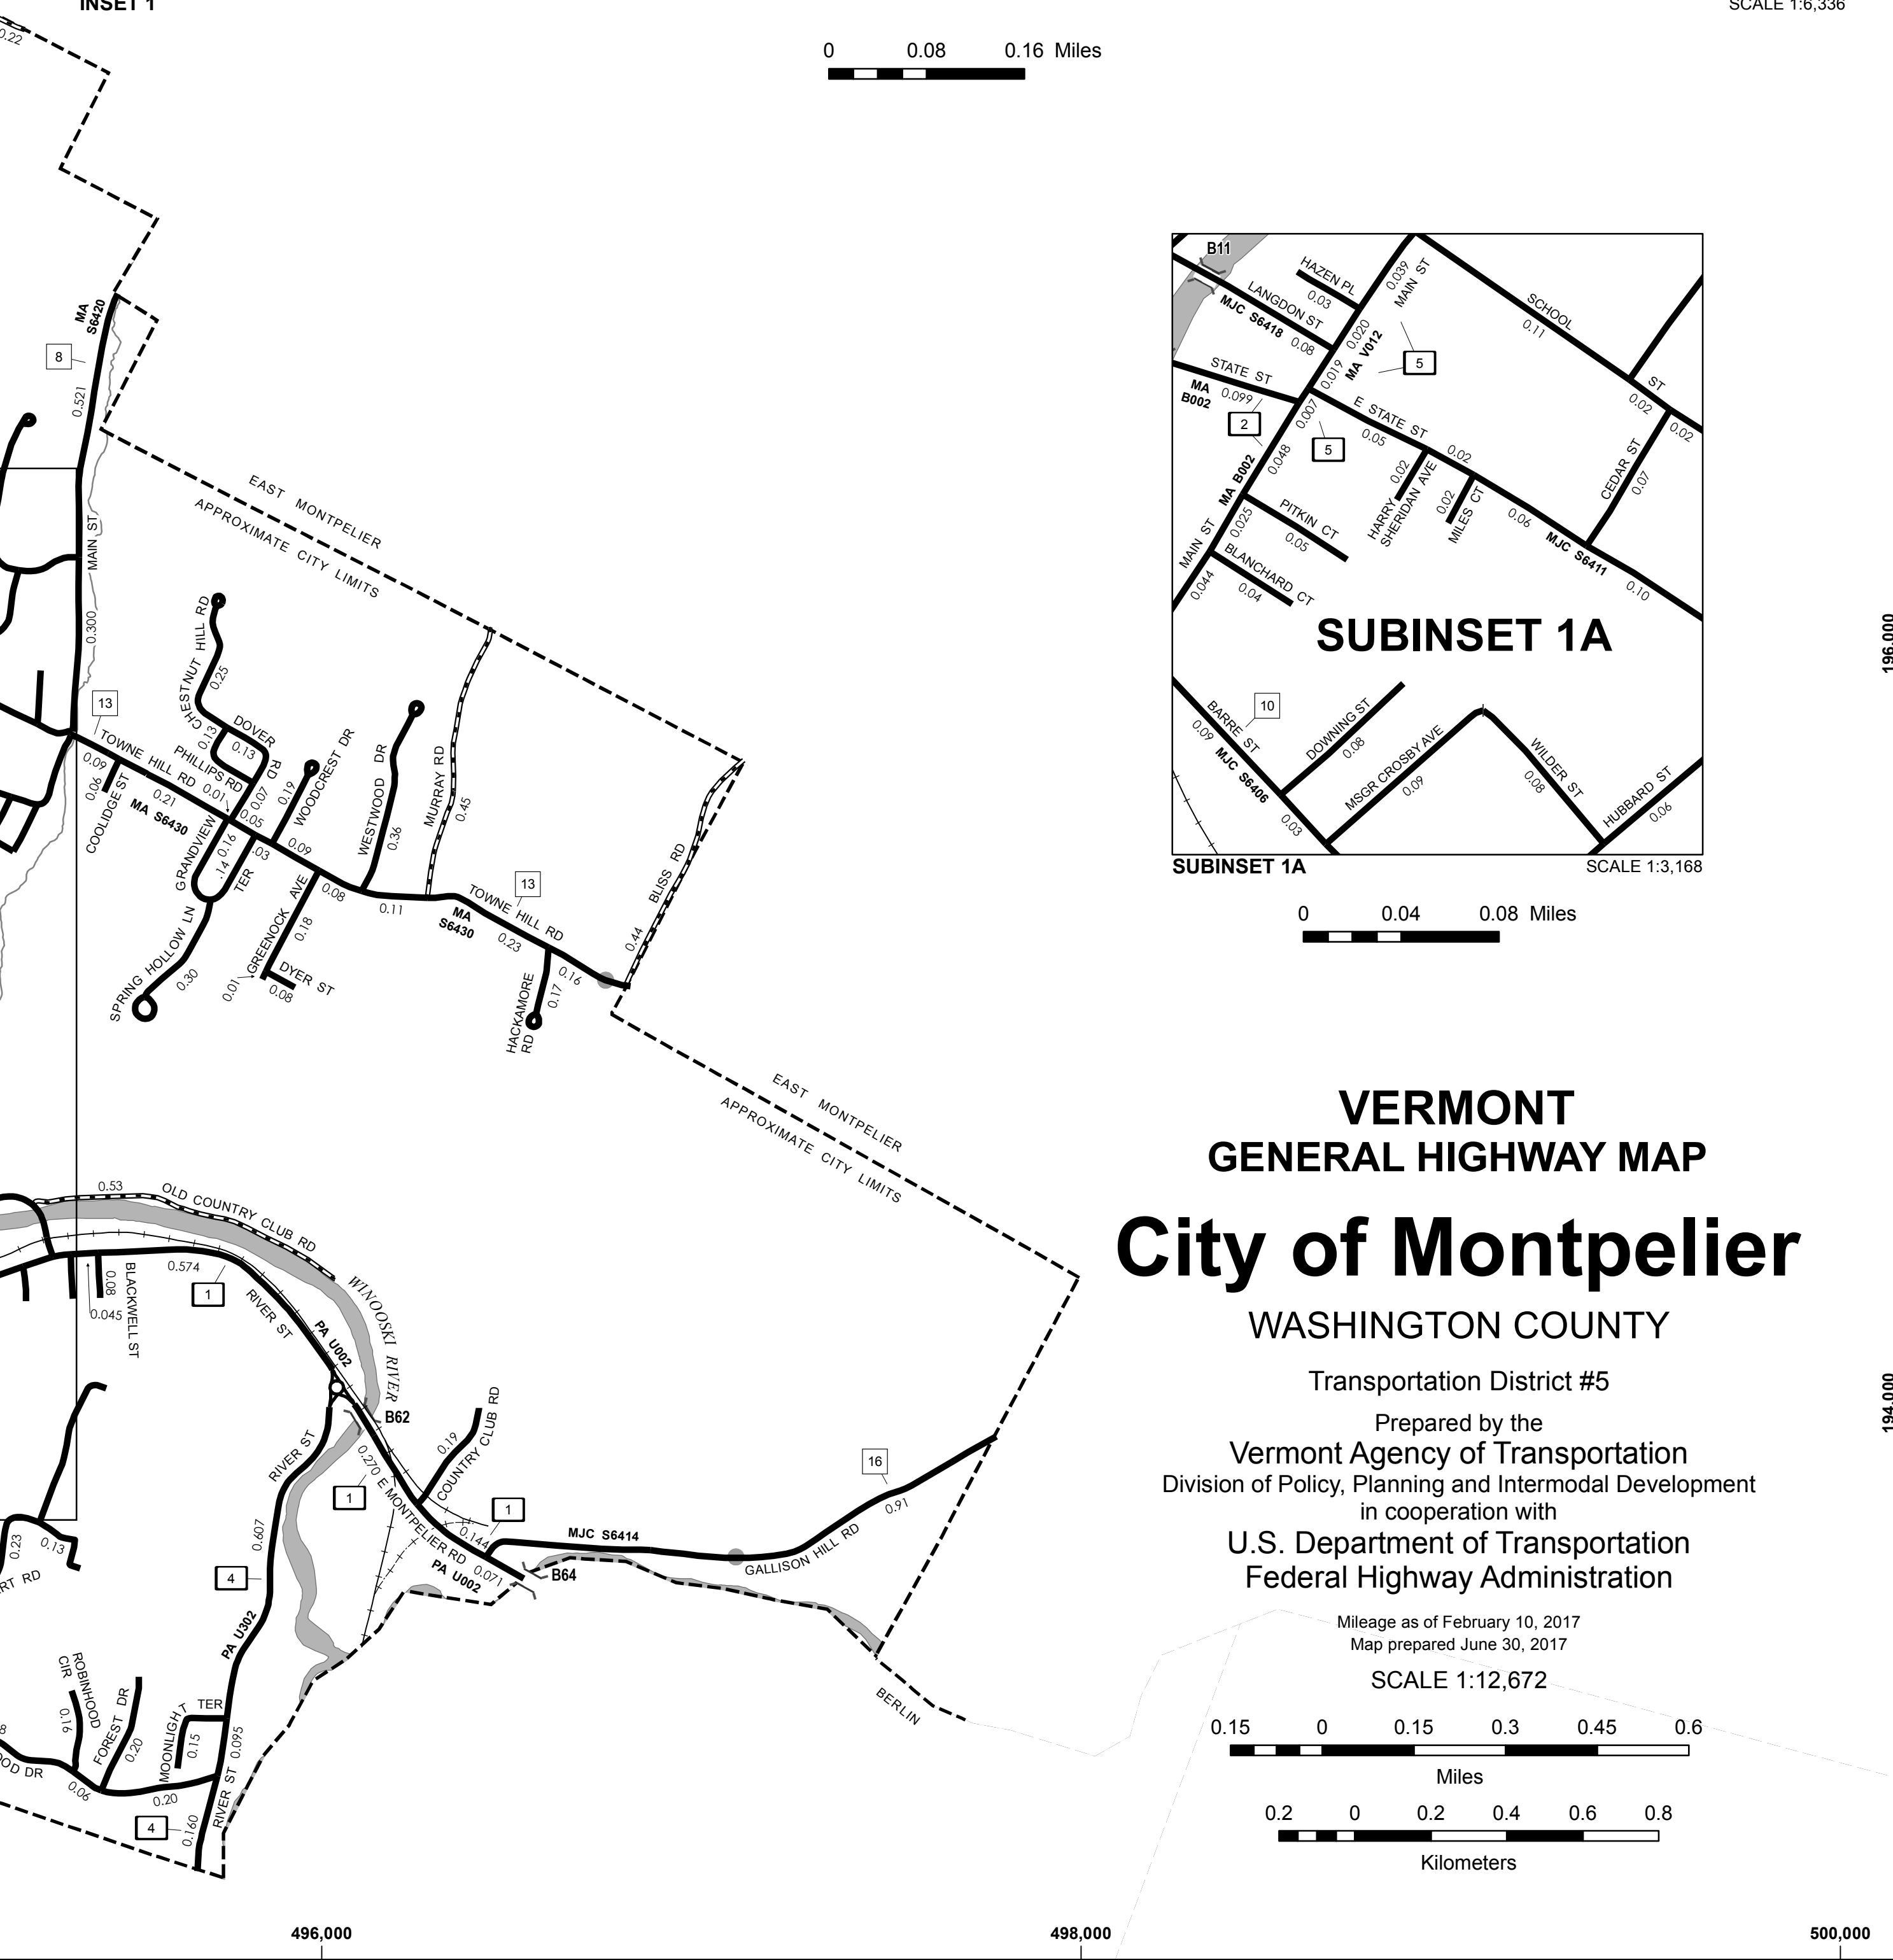 INSET 1
SCALE 1:6,336
0 0.08 0.16 Miles
0.22
MA
S6420
8
0.521
MAIN ST
0.300
EAST MONTPELIER
APPROXIMATE CITY LIMITS
13
TOWNE HILL RD
0.09
0.06
COOLIDGE ST
0.21
MA S6430
CHESTNUT HILL RD
0.25
0.13
DOVER RD
0.13
PHILLIPS RD
0.01
0.07
0.05
0.19
WOODCREST DR
GRANDVIEW TER
0.16
.14
.03
0.09
WESTWOOD DR
0.36
MURRAY RD
0.45
SPRING HOLLOW LN
0.30
GREENOCK AVE
0.18
0.01
DYER ST
0.08
0.08
0.11
MA
S6430
TOWNE HILL RD
13
0.23
0.16
HACKAMORE
RD
0.17
BLISS RD
0.44
EAST MONTPELIER
APPROXIMATE CITY LIMITS
B11
HAZEN PL
0.03
LANGDON ST
MJC S6418
0.08
0.039
MAIN ST
0.020
MA V012
0.019
5
SCHOOL ST
0.11
0.02
0.02
STATE ST
MA
B002
0.099
2
0.007
5
E STATE ST
0.05
0.02
0.048
MA B002
0.02
HARRY
SHERIDAN AVE
0.02
MILES CT
CEDAR ST
0.07
0.06
MJC S6411
0.10
MAIN ST
0.025
PITKIN CT
0.05
BLANCHARD CT
0.04
0.044
SUBINSET 1A
BARRE ST
10
0.09
MJC S6406
DOWNING ST
0.08
0.03
MSGR CROSBY AVE
0.09
WILDER ST
0.08
HUBBARD ST
0.06
SUBINSET 1A
SCALE 1:3,168
0 0.04 0.08 Miles
196,000
194,000
0.53
OLD COUNTRY CLUB RD
0.574
1
RIVER ST
0.08
BLACKWELL ST
0.045
PA U002
WINOOSKI RIVER
B62
RIVER ST
0.270
1
E MONTPELIER RD
0.19
COUNTRY CLUB RD
1
0.144
PA U002
0.071
B64
MJC S6414
GALLISON HILL RD
16
0.91
0.607
4
PA U302
0.23
0.13
RT RD
ROBINHOOD
CIR
0.16
FOREST DR
0.20
MOONLIGHT TER
0.15
0.095
8
OOD DR
0.06
0.20
RIVER ST
4
0.160
BERLIN
VERMONT
GENERAL HIGHWAY MAP
City of Montpelier
WASHINGTON COUNTY
Transportation District #5
Prepared by the
Vermont Agency of Transportation
Division of Policy, Planning and Intermodal Development
in cooperation with
U.S. Department of Transportation
Federal Highway Administration
Mileage as of February 10, 2017
Map prepared June 30, 2017
SCALE 1:12,672
0.15 0 0.15 0.3 0.45 0.6
Miles
0.2 0 0.2 0.4 0.6 0.8
Kilometers
496,000
498,000
500,000